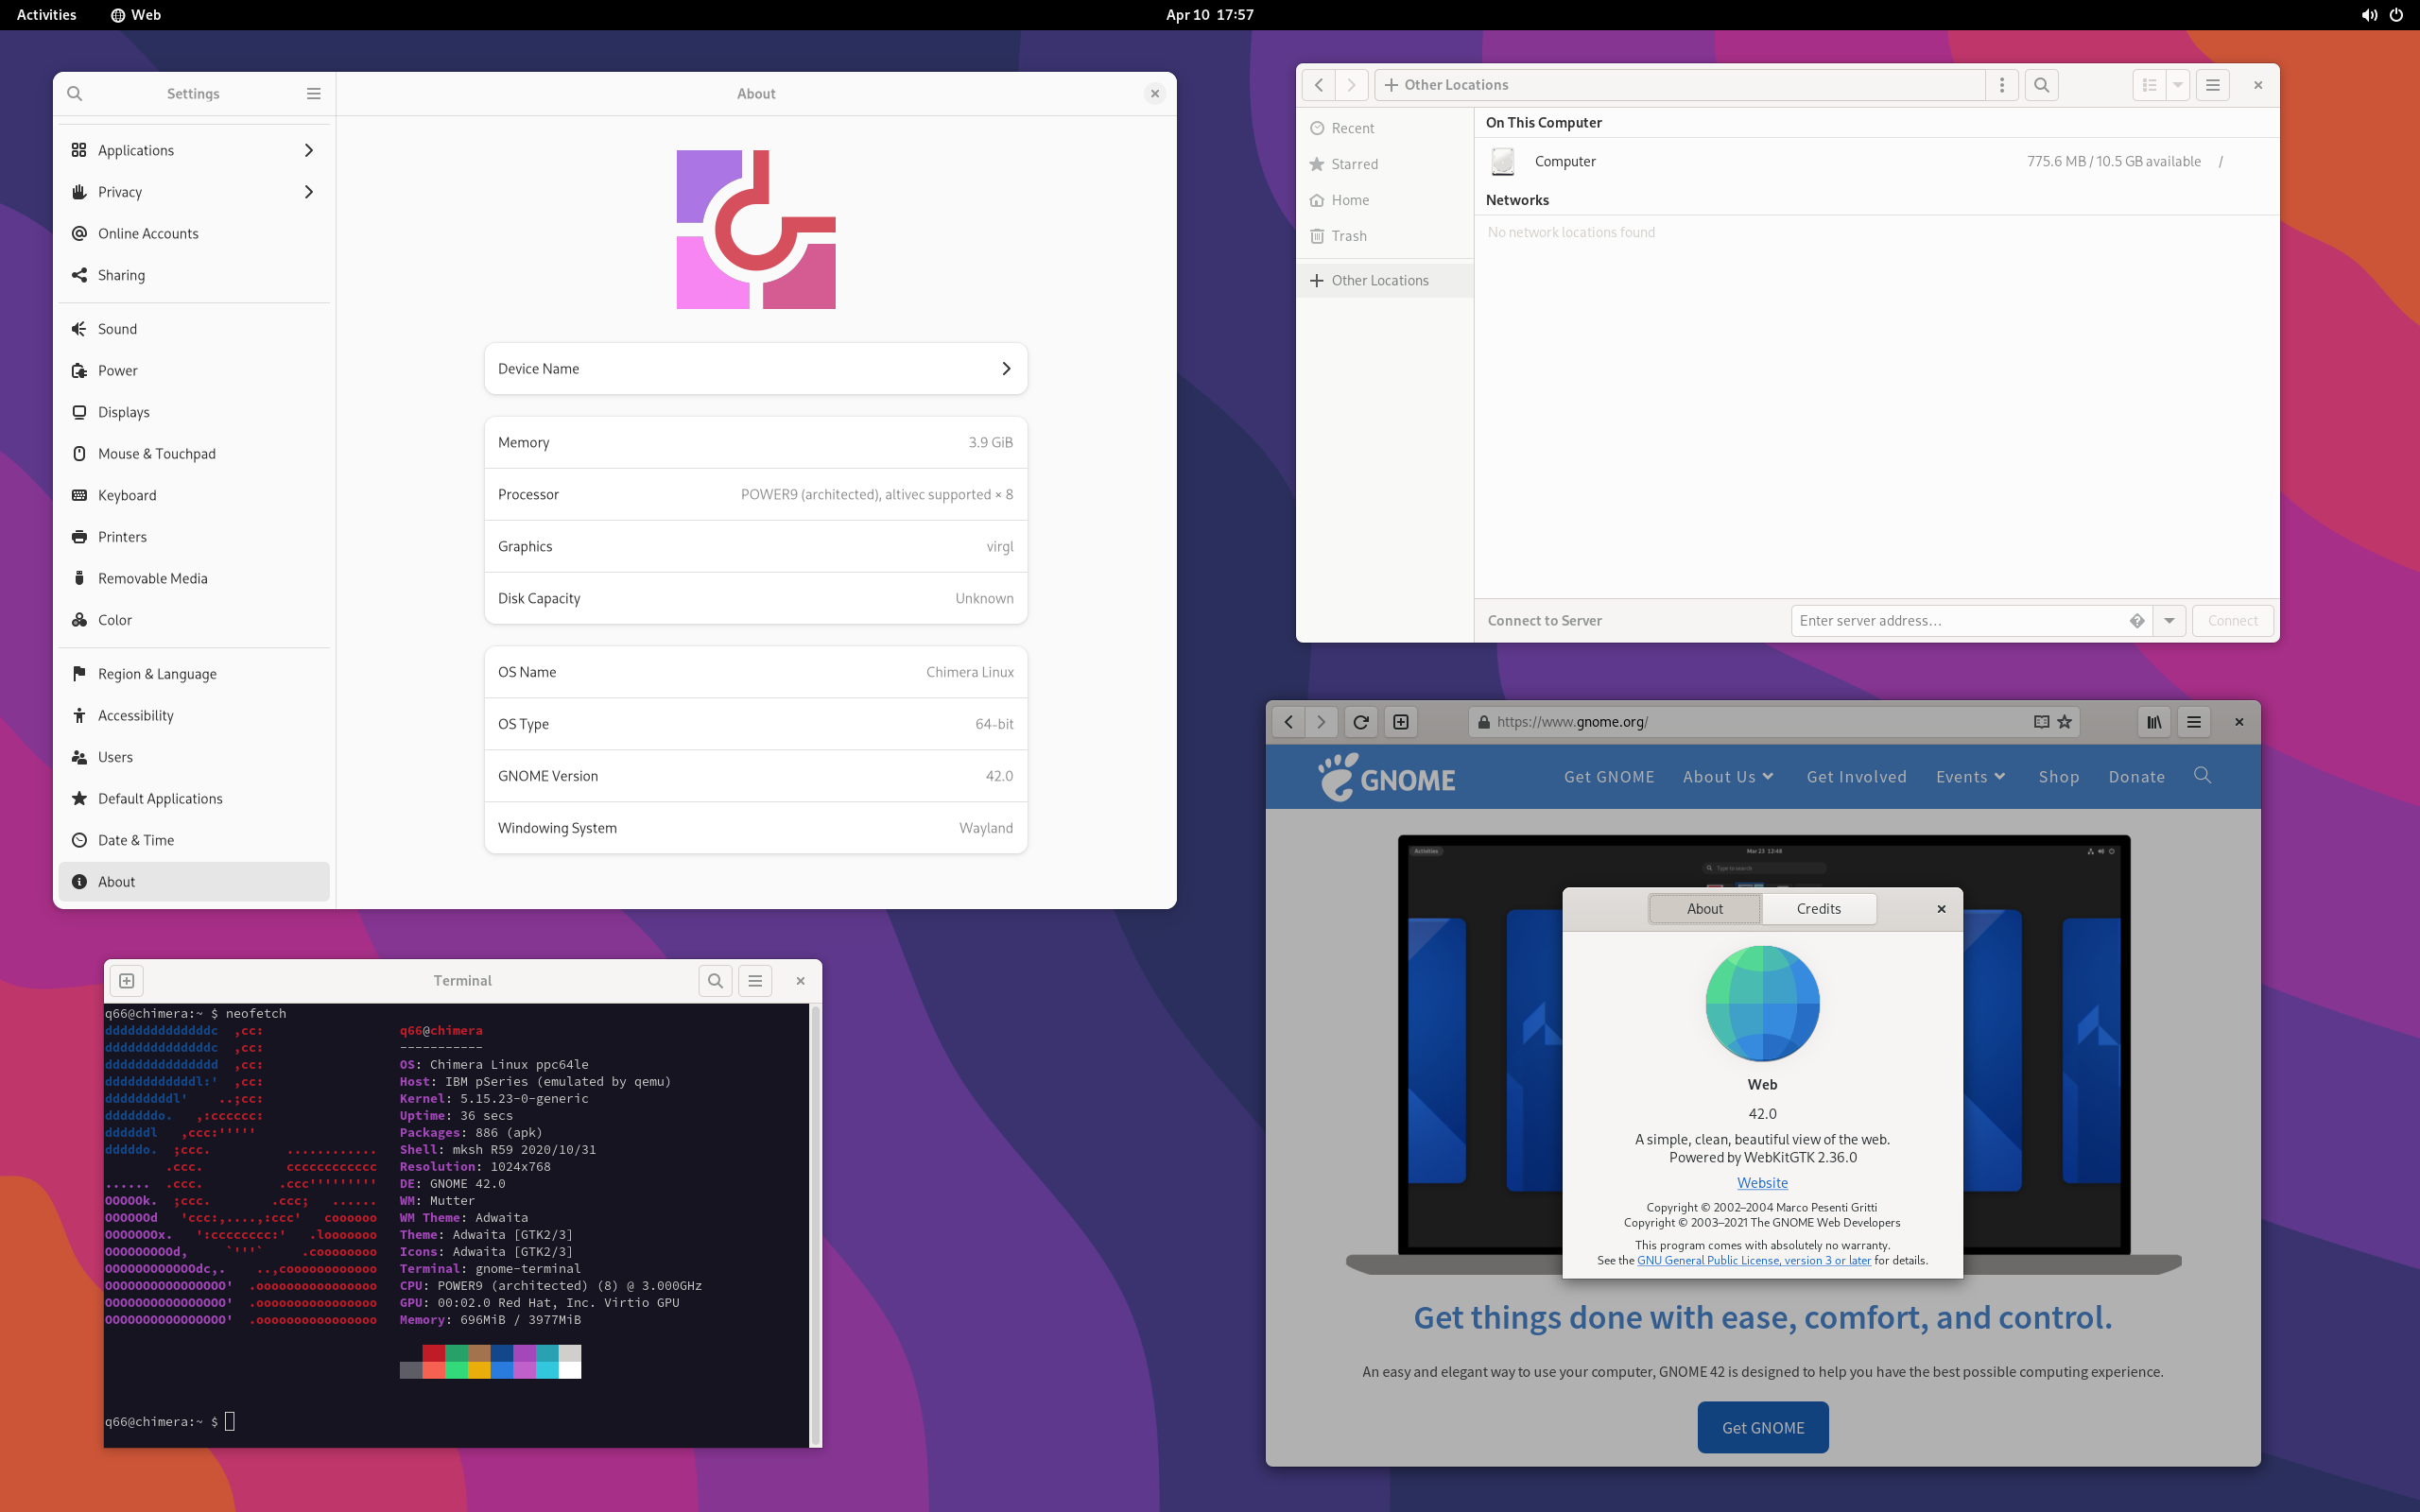 Activities Web Apr 10 17:57
Settings
Applications
Privacy
Online Accounts
Sharing
Sound
Power
Displays
Mouse & Touchpad
Keyboard
Printers
Removable Media
Color
Region & Language
Accessibility
Users
Default Applications
Date & Time
About
About
Device Name
Memory 3.9 GiB
Processor POWER9 (architected), altivec supported × 8
Graphics virgl
Disk Capacity Unknown
OS Name Chimera Linux
OS Type 64-bit
GNOME Version 42.0
Windowing System Wayland
Other Locations
Recent
Starred
Home
Trash
Other Locations
On This Computer
Computer 775.6 MB / 10.5 GB available /
Networks
No network locations found
Connect to Server Enter server address... Connect
Terminal
q66@chimera:~ $ neofetch
q66@chimera
-----------
OS: Chimera Linux ppc64le
Host: IBM pSeries (emulated by qemu)
Kernel: 5.15.23-0-generic
Uptime: 36 secs
Packages: 886 (apk)
Shell: mksh R59 2020/10/31
Resolution: 1024x768
DE: GNOME 42.0
WM: Mutter
WM Theme: Adwaita
Theme: Adwaita [GTK2/3]
Icons: Adwaita [GTK2/3]
Terminal: gnome-terminal
CPU: POWER9 (architected) (8) @ 3.000GHz
GPU: 00:02.0 Red Hat, Inc. Virtio GPU
Memory: 696MiB / 3977MiB
q66@chimera:~ $
https://www.gnome.org/
GNOME Get GNOME About Us Get Involved Events Shop Donate
Activities Mar 23 12:48
Type to search
About Credits
Web
42.0
A simple, clean, beautiful view of the web.
Powered by WebKitGTK 2.36.0
Website
Copyright © 2002–2004 Marco Pesenti Gritti
Copyright © 2003–2021 The GNOME Web Developers
This program comes with absolutely no warranty.
See the GNU General Public License, version 3 or later for details.
Get things done with ease, comfort, and control.
An easy and elegant way to use your computer, GNOME 42 is designed to help you have the best possible computing experience.
Get GNOME